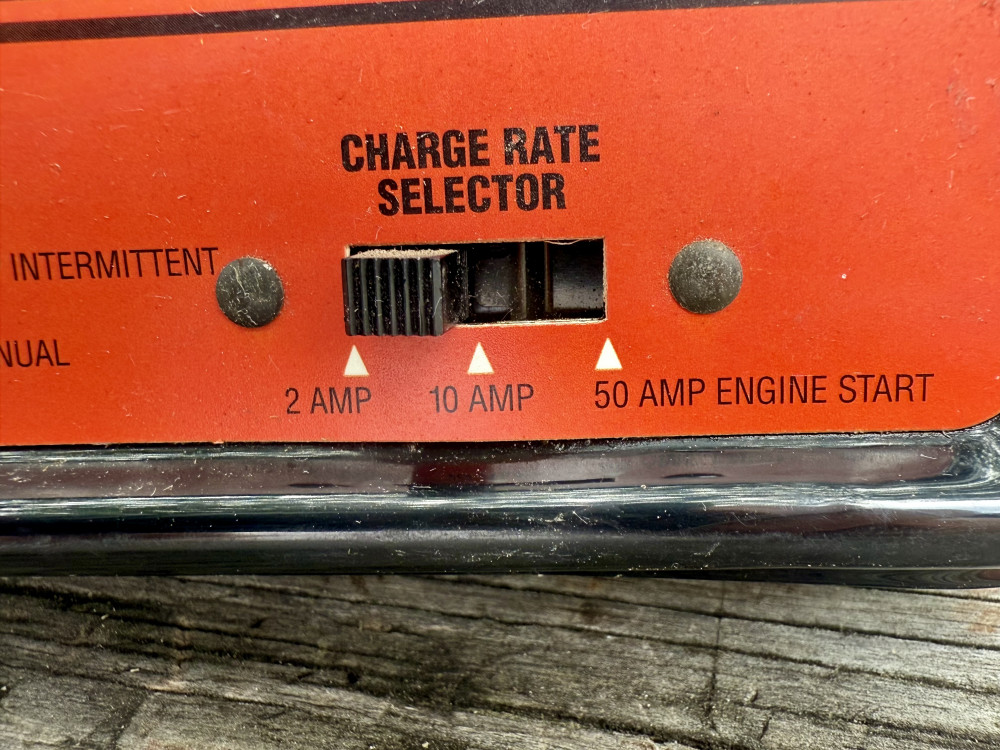 CHARGE RATE
SELECTOR
INTERMITTENT
2 AMP 10 AMP 50 AMP ENGINE START